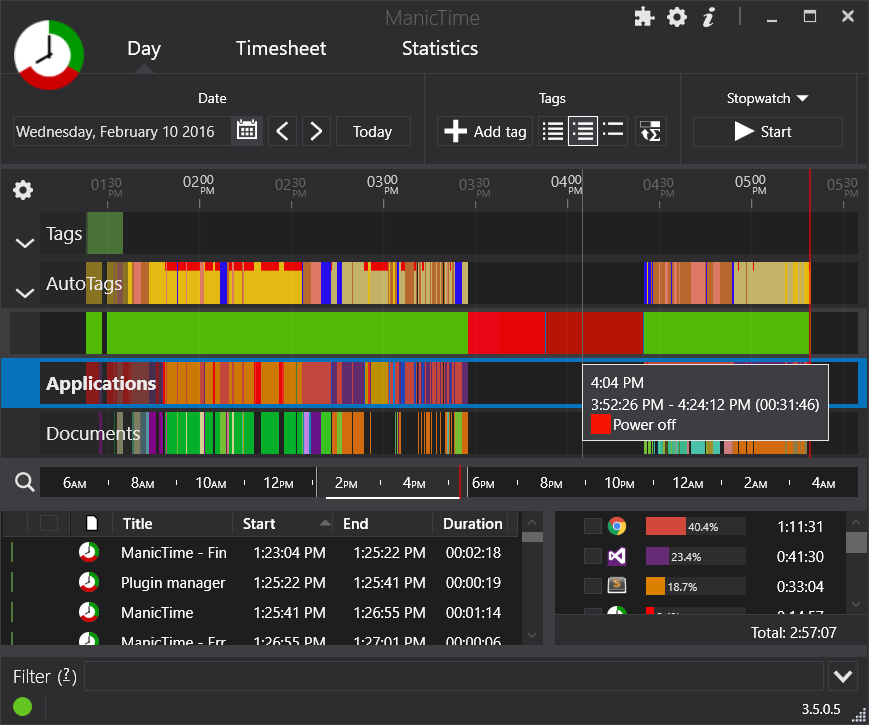 ManicTime
Day Timesheet Statistics
Date Tags Stopwatch
Wednesday, February 10 2016 Today Add tag Start
01 30 PM 02 00 PM 02 30 PM 03 00 PM 03 30 PM 04 00 PM 04 30 PM 05 00 PM 05 30 PM
Tags
AutoTags
Applications
4:04 PM
3:52:26 PM - 4:24:12 PM (00:31:46)
Power off
Documents
6AM 8AM 10AM 12PM 2PM 4PM 6PM 8PM 10PM 12AM 2AM 4AM
Title Start End Duration
ManicTime - Fin 1:23:04 PM 1:25:22 PM 00:02:18
Plugin manager 1:25:22 PM 1:25:41 PM 00:00:19
ManicTime 1:25:41 PM 1:26:55 PM 00:01:14
ManicTime - Err 1:26:55 PM 1:27:01 PM 00:00:06
40.4% 1:11:31
23.4% 0:41:30
S 18.7% 0:33:04
0:14:57
Total: 2:57:07
Filter (?)
3.5.0.5